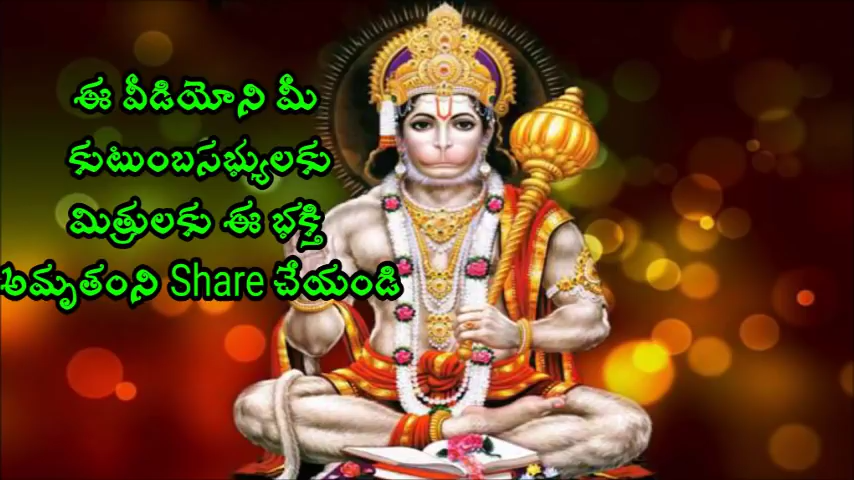 ఈ వీడియోని మీ
కుటుంబసభ్యులకు
మిత్రులకు ఈ భక్తి
అమృతంని Share చేయండి